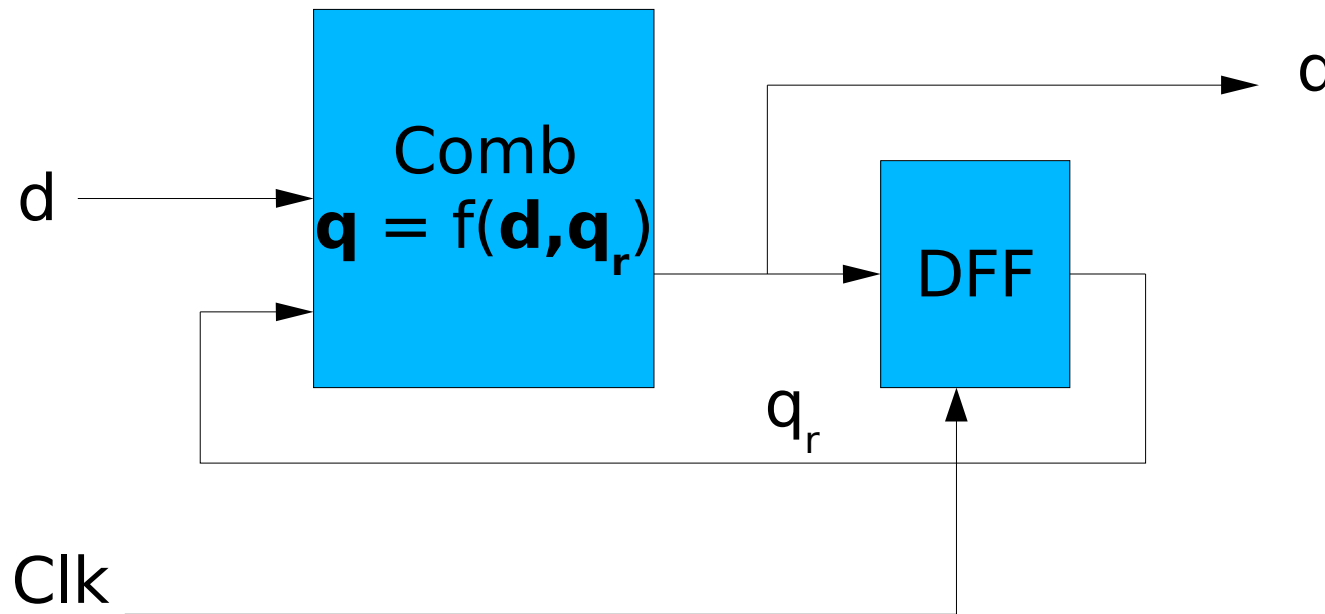 d
Comb
q = f(d,qr)
DFF
qr
Clk